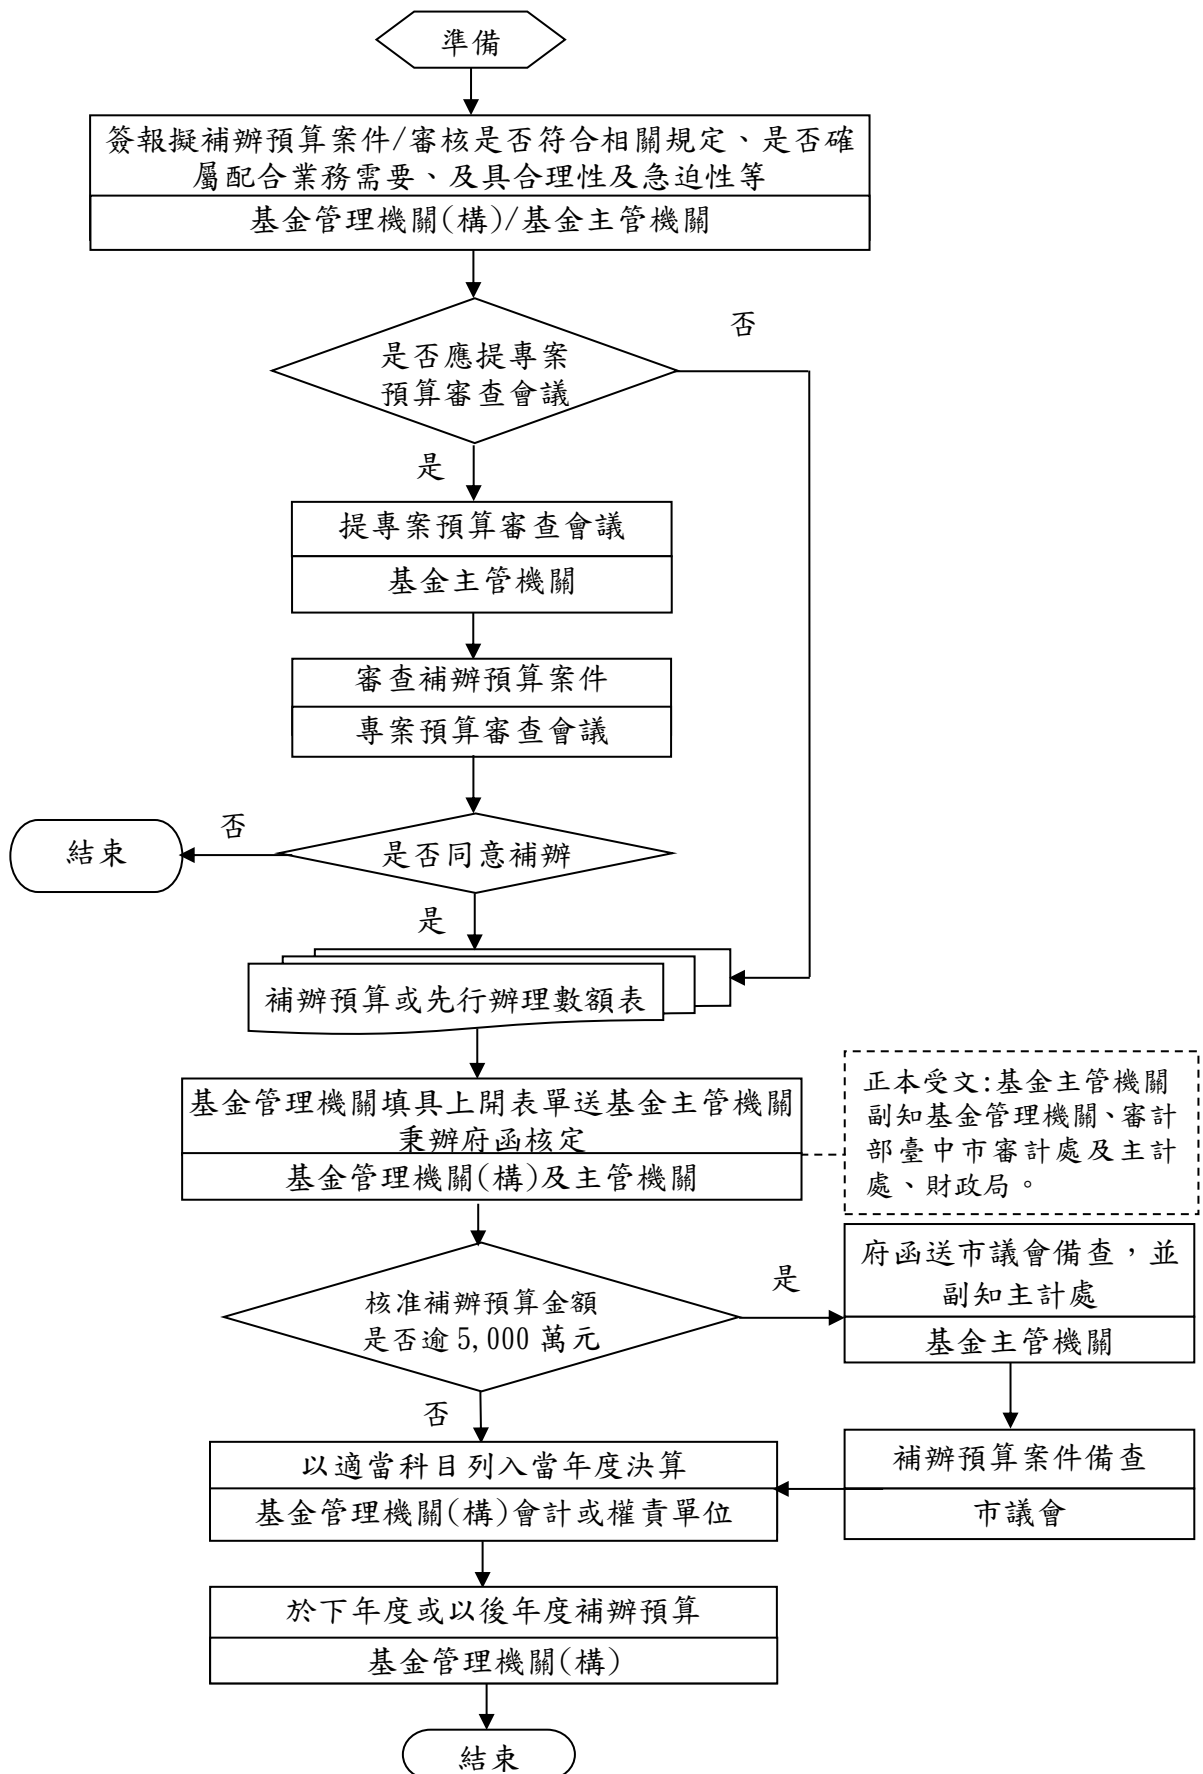 準備
簽報擬補辦預算案件/審核是否符合相關規定、是否確
屬配合業務需要、及具合理性及急迫性等
基金管理機關(構)/基金主管機關
否
是否應提專案
預算審查會議
是
提專案預算審查會議
基金主管機關
審查補辦預算案件
專案預算審查會議
否
結束
是否同意補辦
是
補辦預算或先行辦理數額表
基金管理機關填具上開表單送基金主管機關
秉辦府函核定
基金管理機關(構)及主管機關
正本受文:基金主管機關
副知基金管理機關、審計
部臺中市審計處及主計
處、財政局。
核准補辦預算金額
是否逾 5,000 萬元
是
府函送市議會備查，並
副知主計處
基金主管機關
否
以適當科目列入當年度決算
基金管理機關(構)會計或權責單位
補辦預算案件備查
市議會
於下年度或以後年度補辦預算
基金管理機關(構)
結束